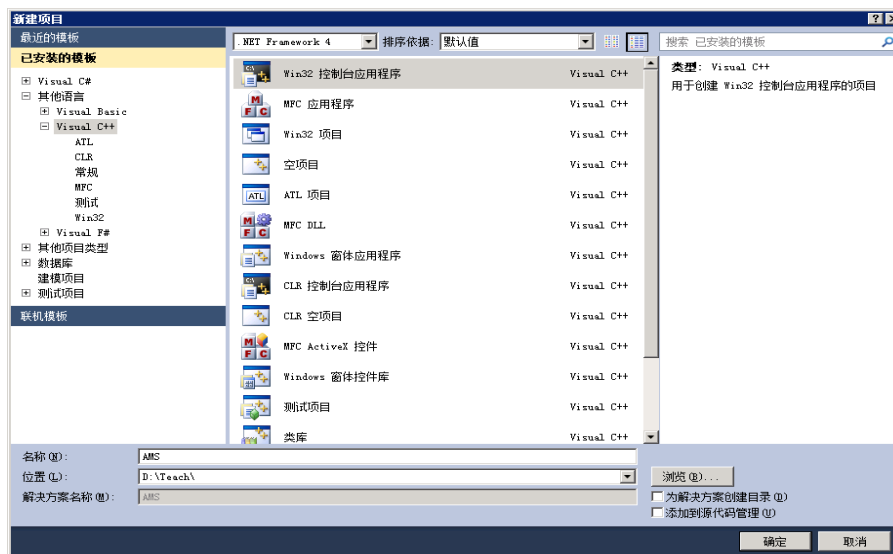 新建项目
最近的模板
.NET Framework 4 排序依据: 默认值 搜索 已安装的模板
已安装的模板
Visual C#
其他语言
Visual Basic
Visual C++
ATL
CLR
常规
MFC
测试
Win32
Visual F#
其他项目类型
数据库
建模项目
测试项目
联机模板
Win32 控制台应用程序 Visual C++
MFC 应用程序 Visual C++
Win32 项目 Visual C++
空项目 Visual C++
ATL 项目 Visual C++
MFC DLL Visual C++
Windows 窗体应用程序 Visual C++
CLR 控制台应用程序 Visual C++
CLR 空项目 Visual C++
MFC ActiveX 控件 Visual C++
Windows 窗体控件库 Visual C++
测试项目 Visual C++
类库 Visual C++
类型: Visual C++
用于创建 Win32 控制台应用程序的项目
名称(N): AMS
位置(L): D:\Teach\ 浏览(B)...
解决方案名称(M): AMS
为解决方案创建目录(D)
添加到源代码管理(U)
确定 取消